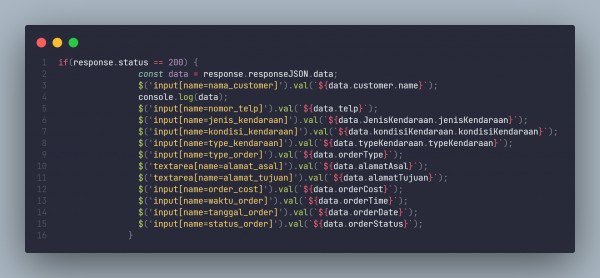 1 if(response.status == 200) {
2 const data = response.responseJSON.data;
3 $('input[name=nama_customer]').val(`${data.customer.name}`);
4 console.log(data);
5 $('input[name=nomor_telp]').val(`${data.telp}`);
6 $('input[name=jenis_kendaraan]').val(`${data.JenisKendaraan.jenisKendaraan}`);
7 $('input[name=kondisi_kendaraan]').val(`${data.kondisiKendaraan.kondisiKendaraan}`);
8 $('input[name=type_kendaraan]').val(`${data.typeKendaraan.typeKendaraan}`);
9 $('input[name=type_order]').val(`${data.orderType}`);
10 $('textarea[name=alamat_asal]').val(`${data.alamatAsal}`);
11 $('textarea[name=alamat_tujuan]').val(`${data.alamatTujuan}`);
12 $('input[name=order_cost]').val(`${data.orderCost}`);
13 $('input[name=waktu_order]').val(`${data.orderTime}`);
14 $('input[name=tanggal_order]').val(`${data.orderDate}`);
15 $('input[name=status_order]').val(`${data.orderStatus}`);
16 }